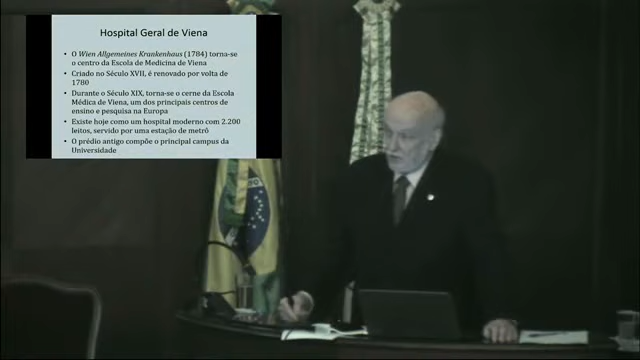 Hospital Geral de Viena
• O Wien Allgemeines Krankenhaus (1784) torna-se
o centro da Escola de Medicina de Viena
• Criado no Século XVII, é renovado por volta de
1780
• Durante o Século XIX, torna-se o cerne da Escola
Médica de Viena, um dos principais centros de
ensino e pesquisa na Europa
• Existe hoje como um hospital moderno com 2.200
leitos, servido por uma estação de metrô
• O prédio antigo compõe o principal campus da
Universidade